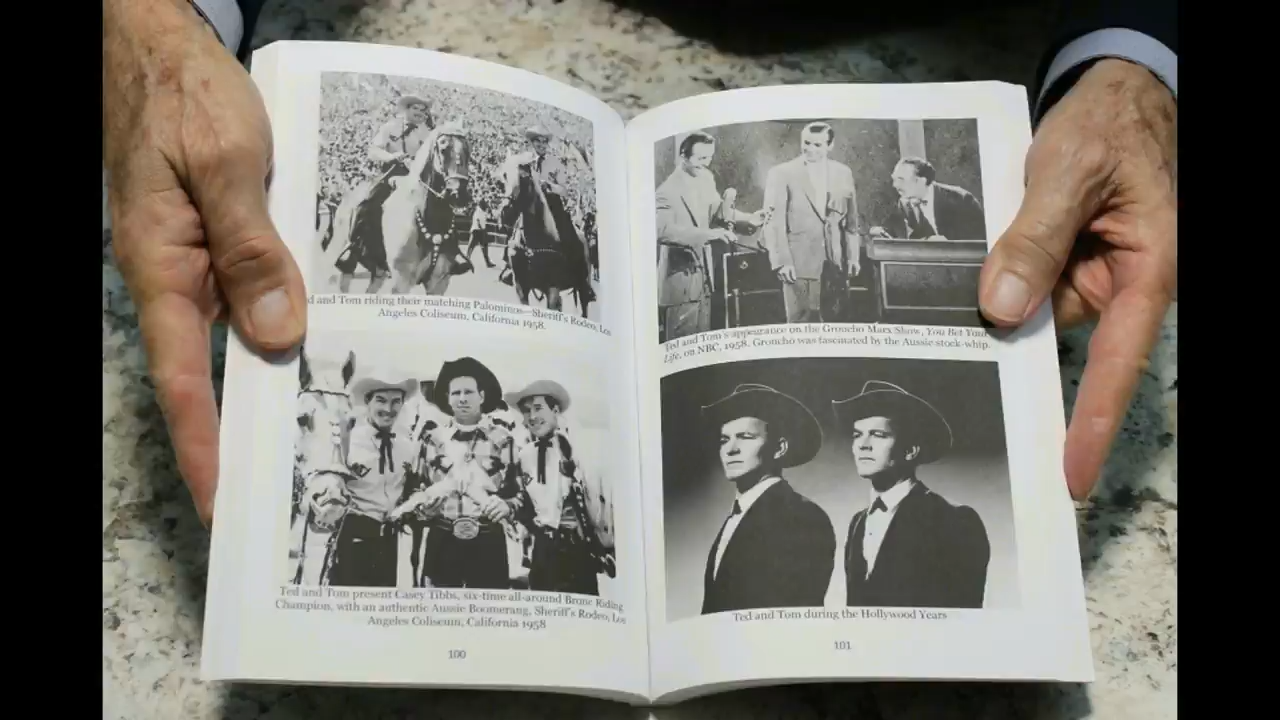 d and Tom riding their matching Palominos—Sheriff's Rodeo, Los
Angeles Coliseum, California 1958.
Ted and Tom present Casey Tibbs, six-time all-around Bronc Riding
Champion, with an authentic Aussie Boomerang, Sheriff's Rodeo, Los
Angeles Coliseum, California 1958
100
Ted and Tom's appearance on the Groucho Marx Show, You Bet Your
Life, on NBC, 1958. Groucho was fascinated by the Aussie stock-whip.
Ted and Tom during the Hollywood Years
101